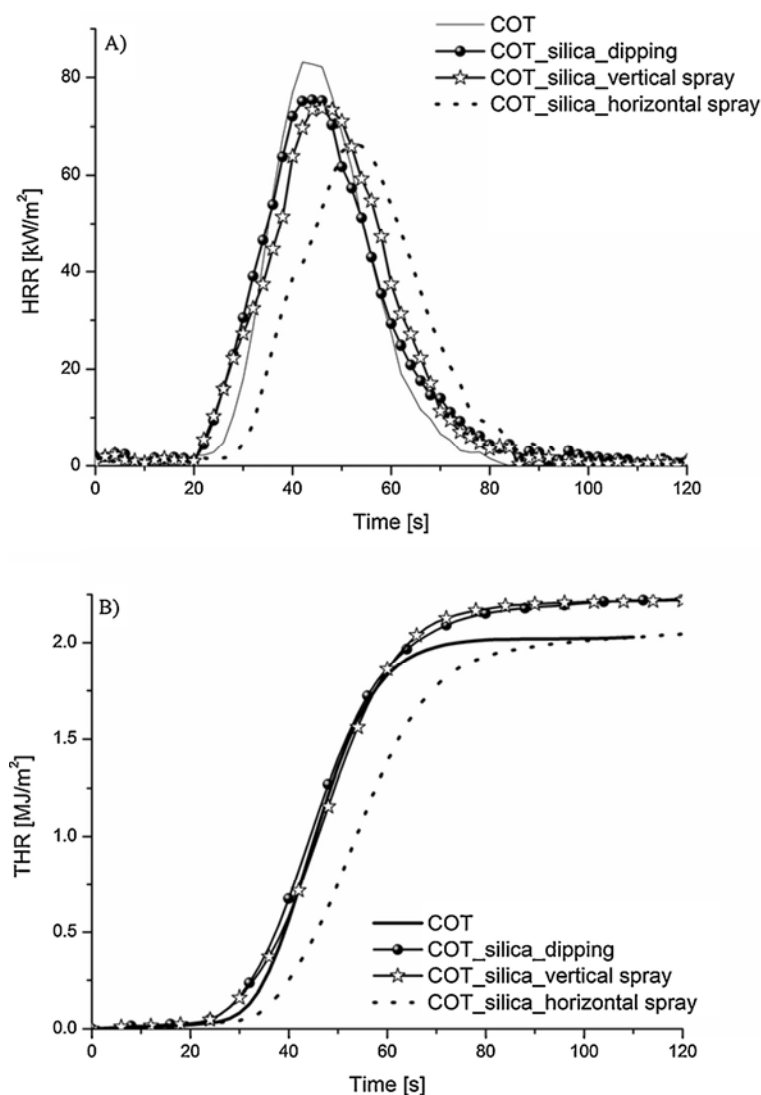 A)
COT
COT_silica_dipping
COT_silica_vertical spray
COT_silica_horizontal spray
80
60
40
20
0
HRR [kW/m²]
0 20 40 60 80 100 120
Time [s]
B)
2.0
1.5
1.0
0.5
0.0
THR [MJ/m²]
COT
COT_silica_dipping
COT_silica_vertical spray
COT_silica_horizontal spray
0 20 40 60 80 100 120
Time [s]